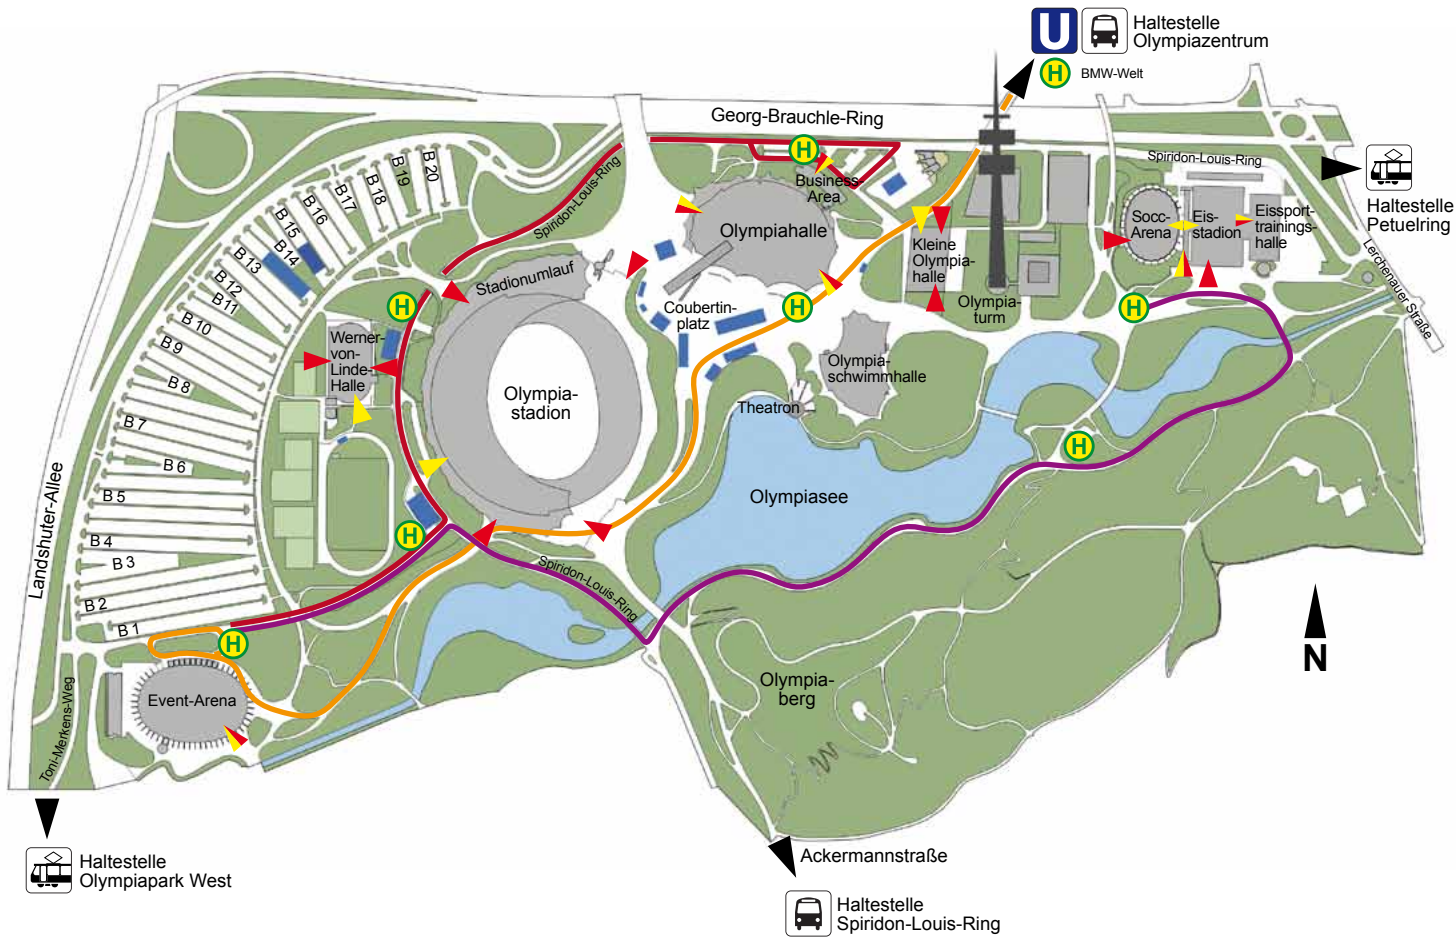 U
Haltestelle
Olympiazentrum
H
BMW-Welt
Georg-Brauchle-Ring
Spiridon-Louis-Ring
Haltestelle
Petuelring
Lerchenauer Straße
Spiridon-Louis-Ring
H
Business
Area
Olympiahalle
Kleine
Olympia-
halle
Socc-
Arena
Eis-
stadion
Eissport-
trainings-
halle
Olympia-
turm
H
H
Coubertin-
platz
Stadionumlauf
H
Werner-
von-
Linde-
Halle
Olympia-
stadion
Olympia-
schwimmhalle
Theatron
Olympiasee
H
H
Spiridon-Louis-Ring
Olympia-
berg
B 20
B 19
B 18
B 17
B 16
B 15
B 14
B 13
B 12
B 11
B 10
B 9
B 8
B 7
B 6
B 5
B 4
B 3
B 2
B 1
H
Landshuter-Allee
Toni-Merkens-Weg
Event-Arena
N
Haltestelle
Olympiapark West
Ackermannstraße
Haltestelle
Spiridon-Louis-Ring